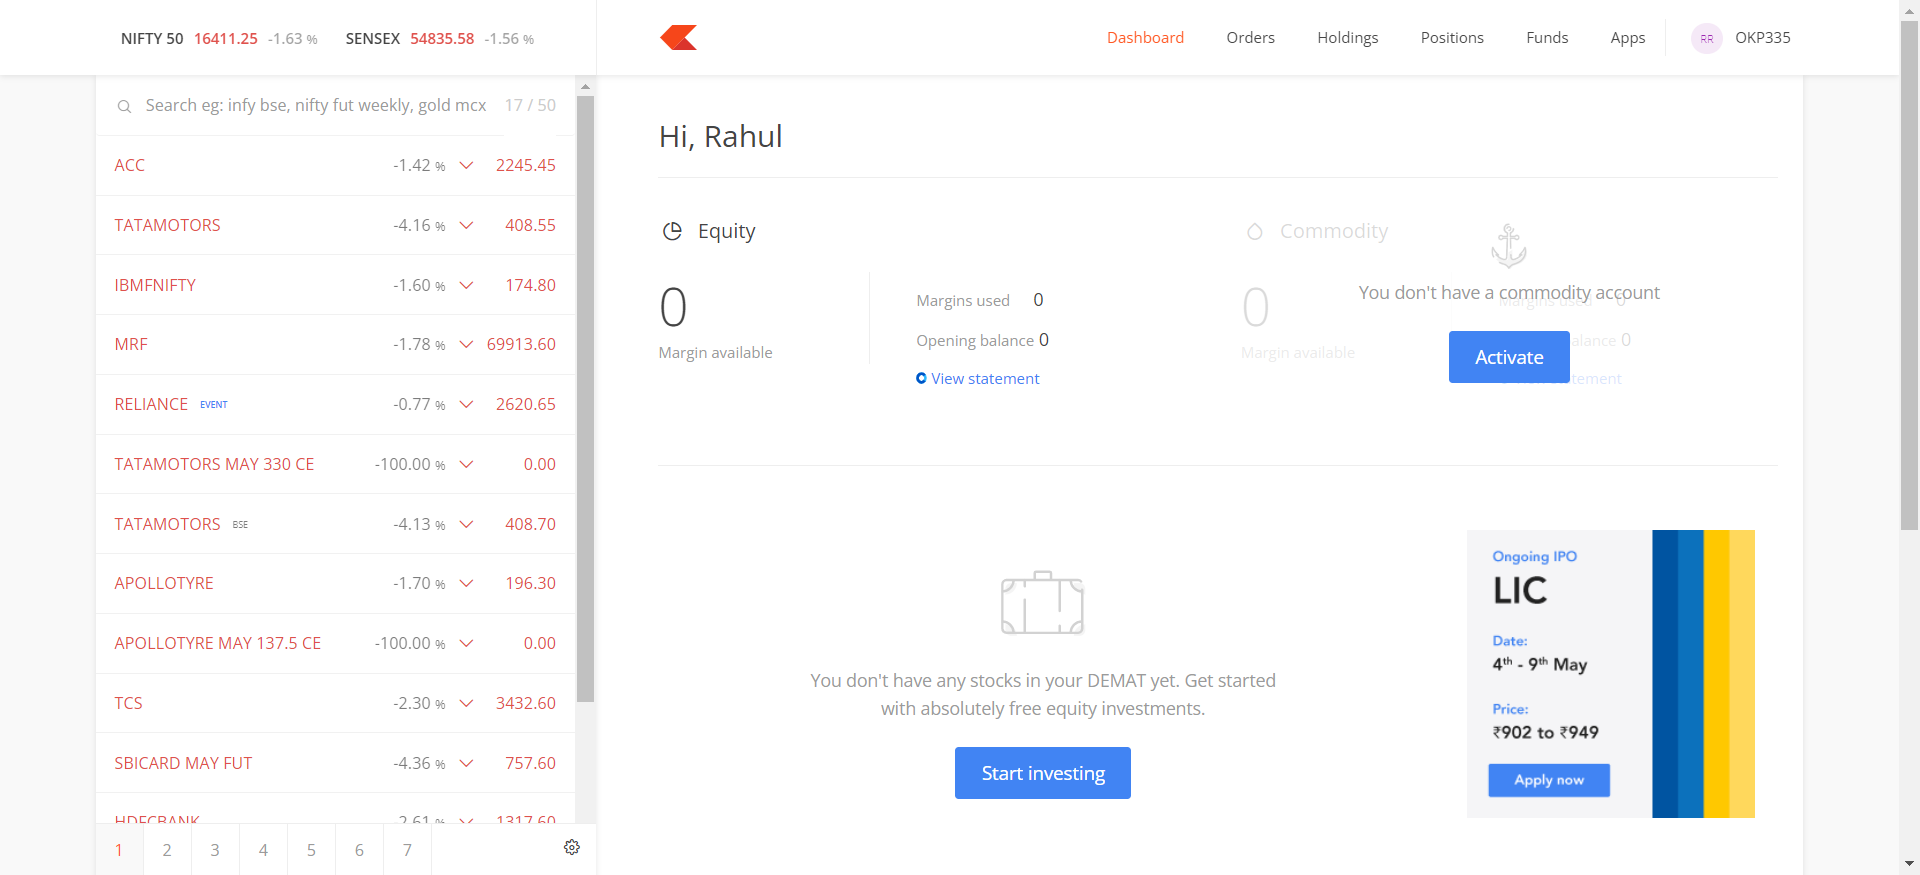 NIFTY 50 16411.25 -1.63 % SENSEX 54835.58 -1.56 %
Dashboard Orders Holdings Positions Funds Apps RR OKP335
Search eg: infy bse, nifty fut weekly, gold mcx 17 / 50
ACC -1.42 % 2245.45
TATAMOTORS -4.16 % 408.55
IBMFNIFTY -1.60 % 174.80
MRF -1.78 % 69913.60
RELIANCE EVENT -0.77 % 2620.65
TATAMOTORS MAY 330 CE -100.00 % 0.00
TATAMOTORS BSE -4.13 % 408.70
APOLLOTYRE -1.70 % 196.30
APOLLOTYRE MAY 137.5 CE -100.00 % 0.00
TCS -2.30 % 3432.60
SBICARD MAY FUT -4.36 % 757.60
HDFCBANK -2.61 % 1317.60
1 2 3 4 5 6 7
Hi, Rahul
Equity
0
Margin available
Margins used 0
Opening balance 0
View statement
Commodity
0
Margin available
You don't have a commodity account
Margins used 0
alance 0
tement
Activate
You don't have any stocks in your DEMAT yet. Get started
with absolutely free equity investments.
Start investing
Ongoing IPO
LIC
Date:
4th - 9th May
Price:
₹902 to ₹949
Apply now